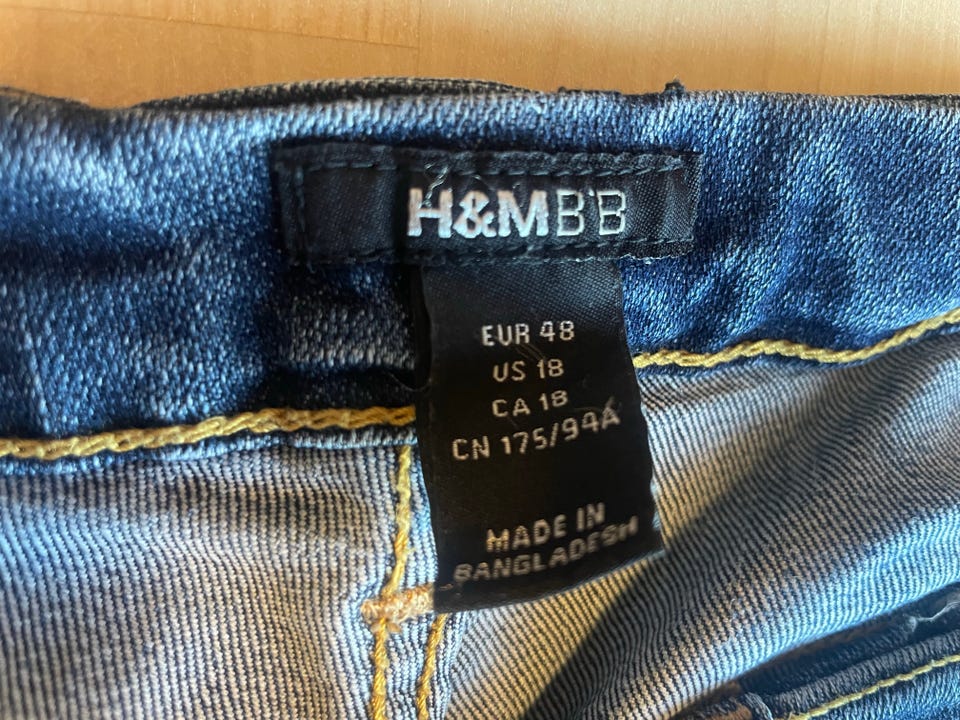 H&MB'B
EUR 48
US 18
CA 18
CN 175/94A
MADE IN
BANGLADESH